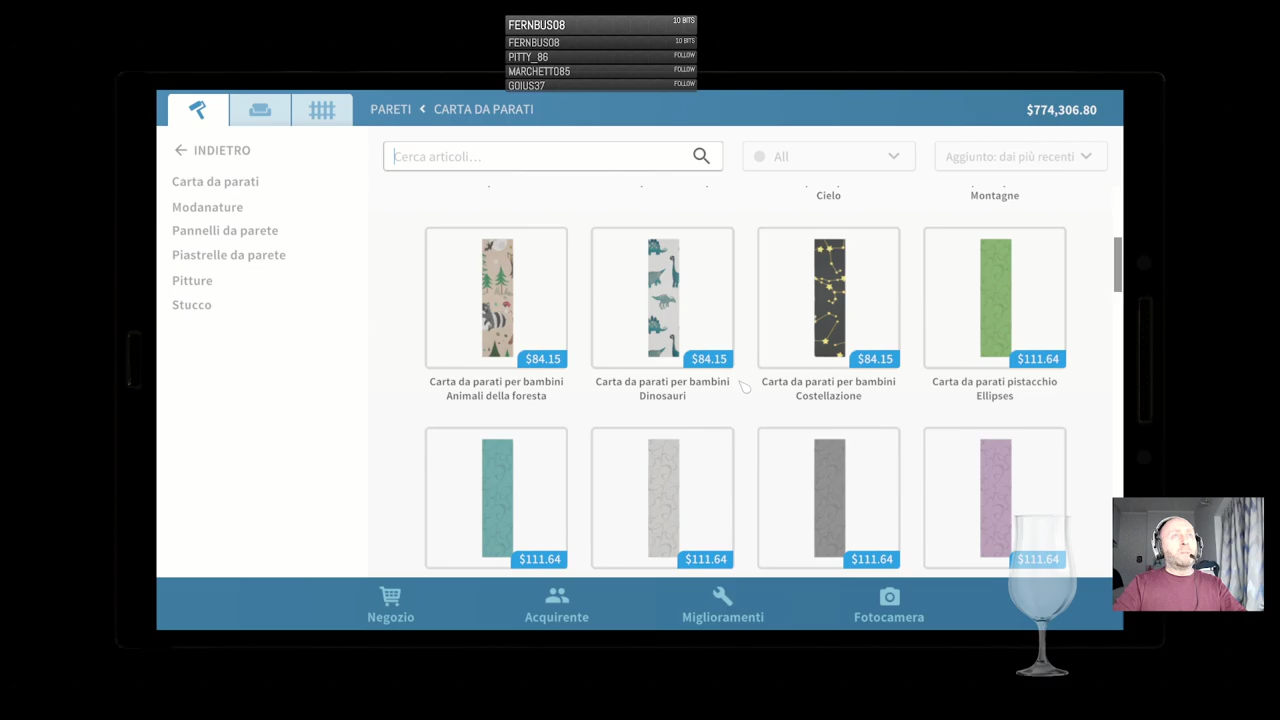 FERNBUS08 10 BITS
FERNBUS08 10 BITS
PITTY_86 FOLLOW
MARCHETTO85 FOLLOW
GOIUS37 FOLLOW
PARETI < CARTA DA PARATI
$774,306.80
INDIETRO
Cerca articoli...
All
Aggiunto: dai più recenti
Carta da parati
Modanature
Pannelli da parete
Piastrelle da parete
Pitture
Stucco
Cielo
Montagne
$84.15
$84.15
$84.15
$111.64
Carta da parati per bambini
Animali della foresta
Carta da parati per bambini
Dinosauri
Carta da parati per bambini
Costellazione
Carta da parati pistacchio
Ellipses
$111.64
$111.64
$111.64
$111.64
Negozio
Acquirente
Miglioramenti
Fotocamera